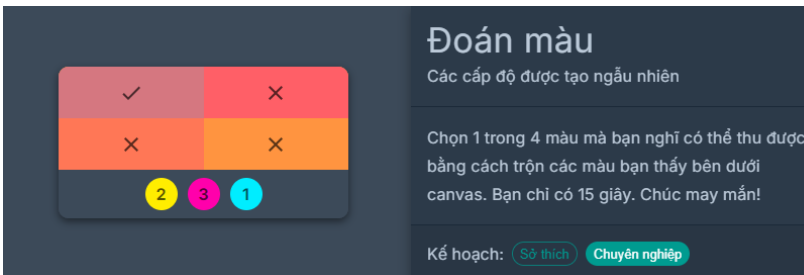 Đoán màu
Các cấp độ được tạo ngẫu nhiên
2 3 1
Chọn 1 trong 4 màu mà bạn nghĩ có thể thu được
bằng cách trộn các màu bạn thấy bên dưới
canvas. Bạn chỉ có 15 giây. Chúc may mắn!
Kế hoạch: Sở thích Chuyên nghiệp